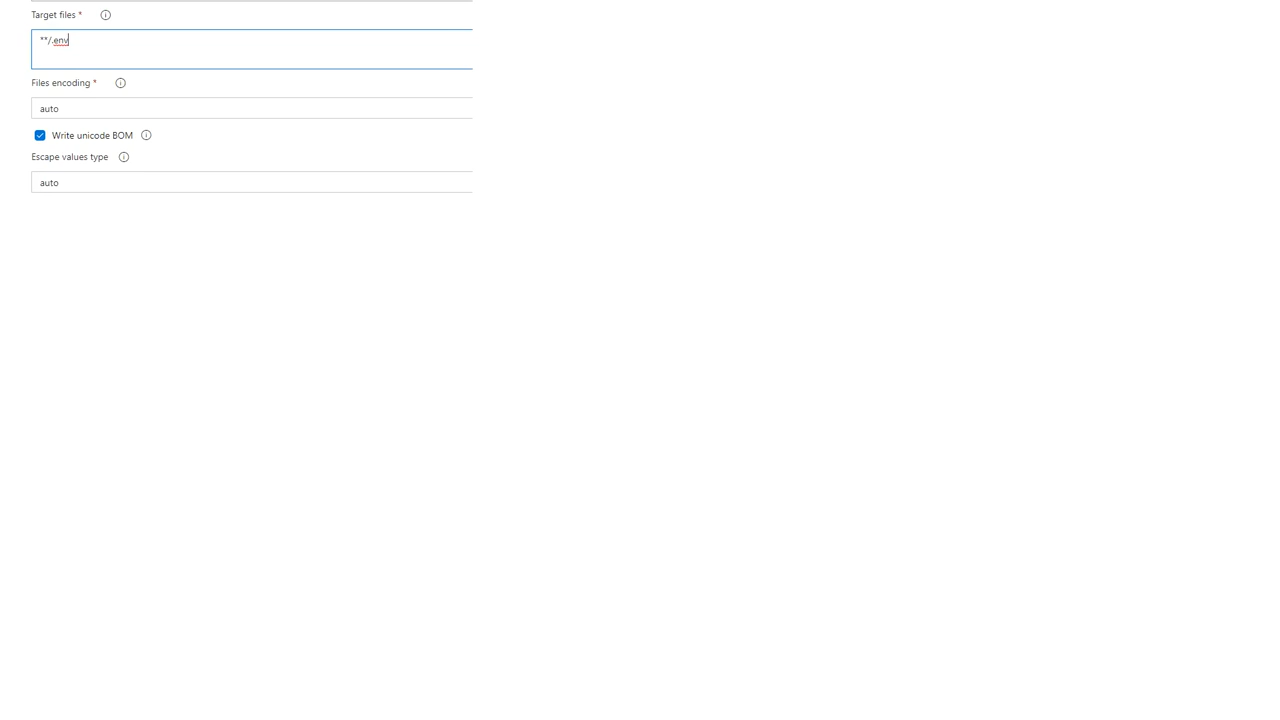 Target files *
**/.env
Files encoding *
auto
Write unicode BOM
Escape values type
auto